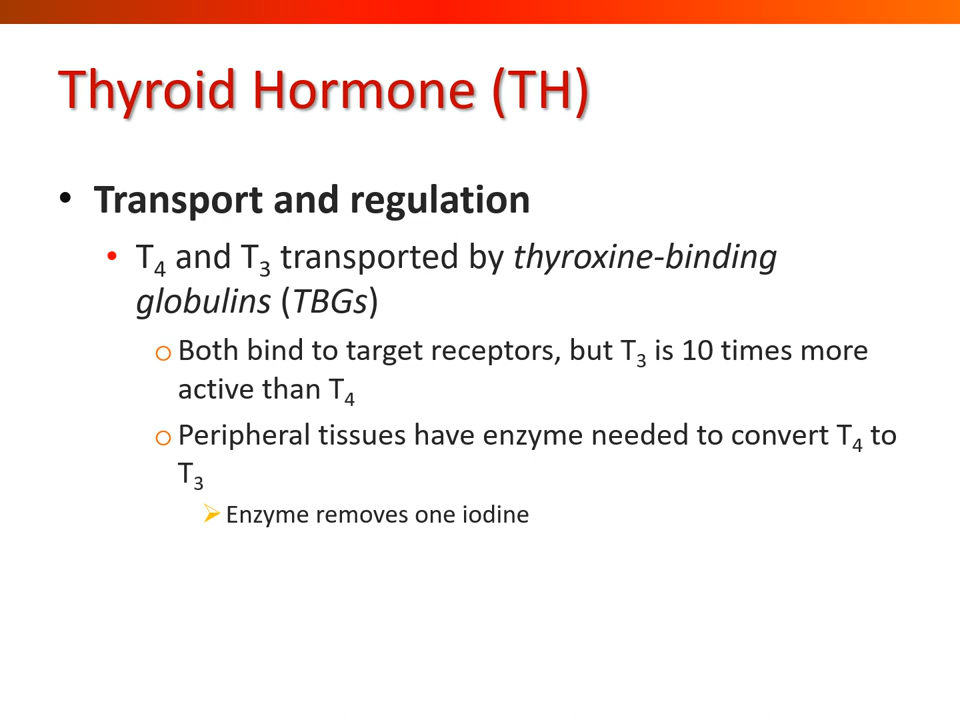 Thyroid Hormone (TH)
• Transport and regulation
• T₄ and T₃ transported by thyroxine-binding
globulins (TBGs)
o Both bind to target receptors, but T₃ is 10 times more
active than T₄
o Peripheral tissues have enzyme needed to convert T₄ to
T₃
➢ Enzyme removes one iodine